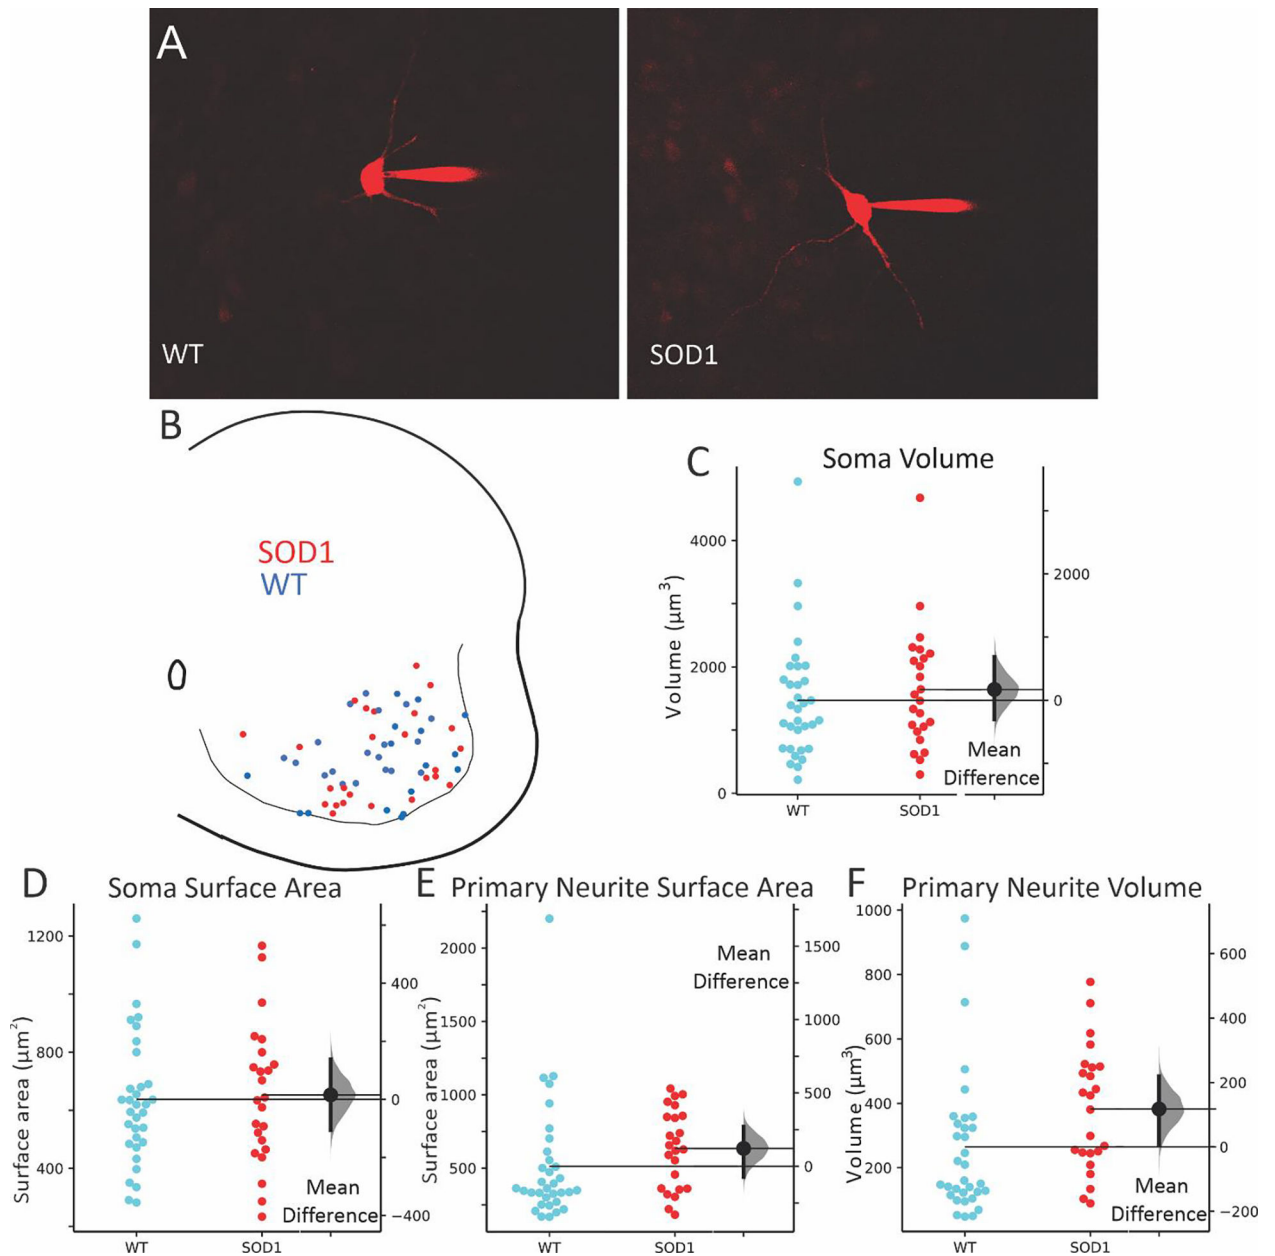 A
WT
SOD1
B
SOD1
WT
C
Soma Volume
Volume (μm³)
4000
2000
0
2000
0
Mean
Difference
WT
SOD1
D
Soma Surface Area
Surface area (μm²)
1200
800
400
400
0
−400
Mean
Difference
WT
SOD1
E
Primary Neurite Surface Area
Surface area (μm²)
2000
1750
1500
1000
500
1500
1000
500
0
Mean
Difference
WT
SOD1
F
Primary Neurite Volume
Volume (μm³)
1000
800
600
400
200
600
400
200
0
−200
Mean
Difference
WT
SOD1